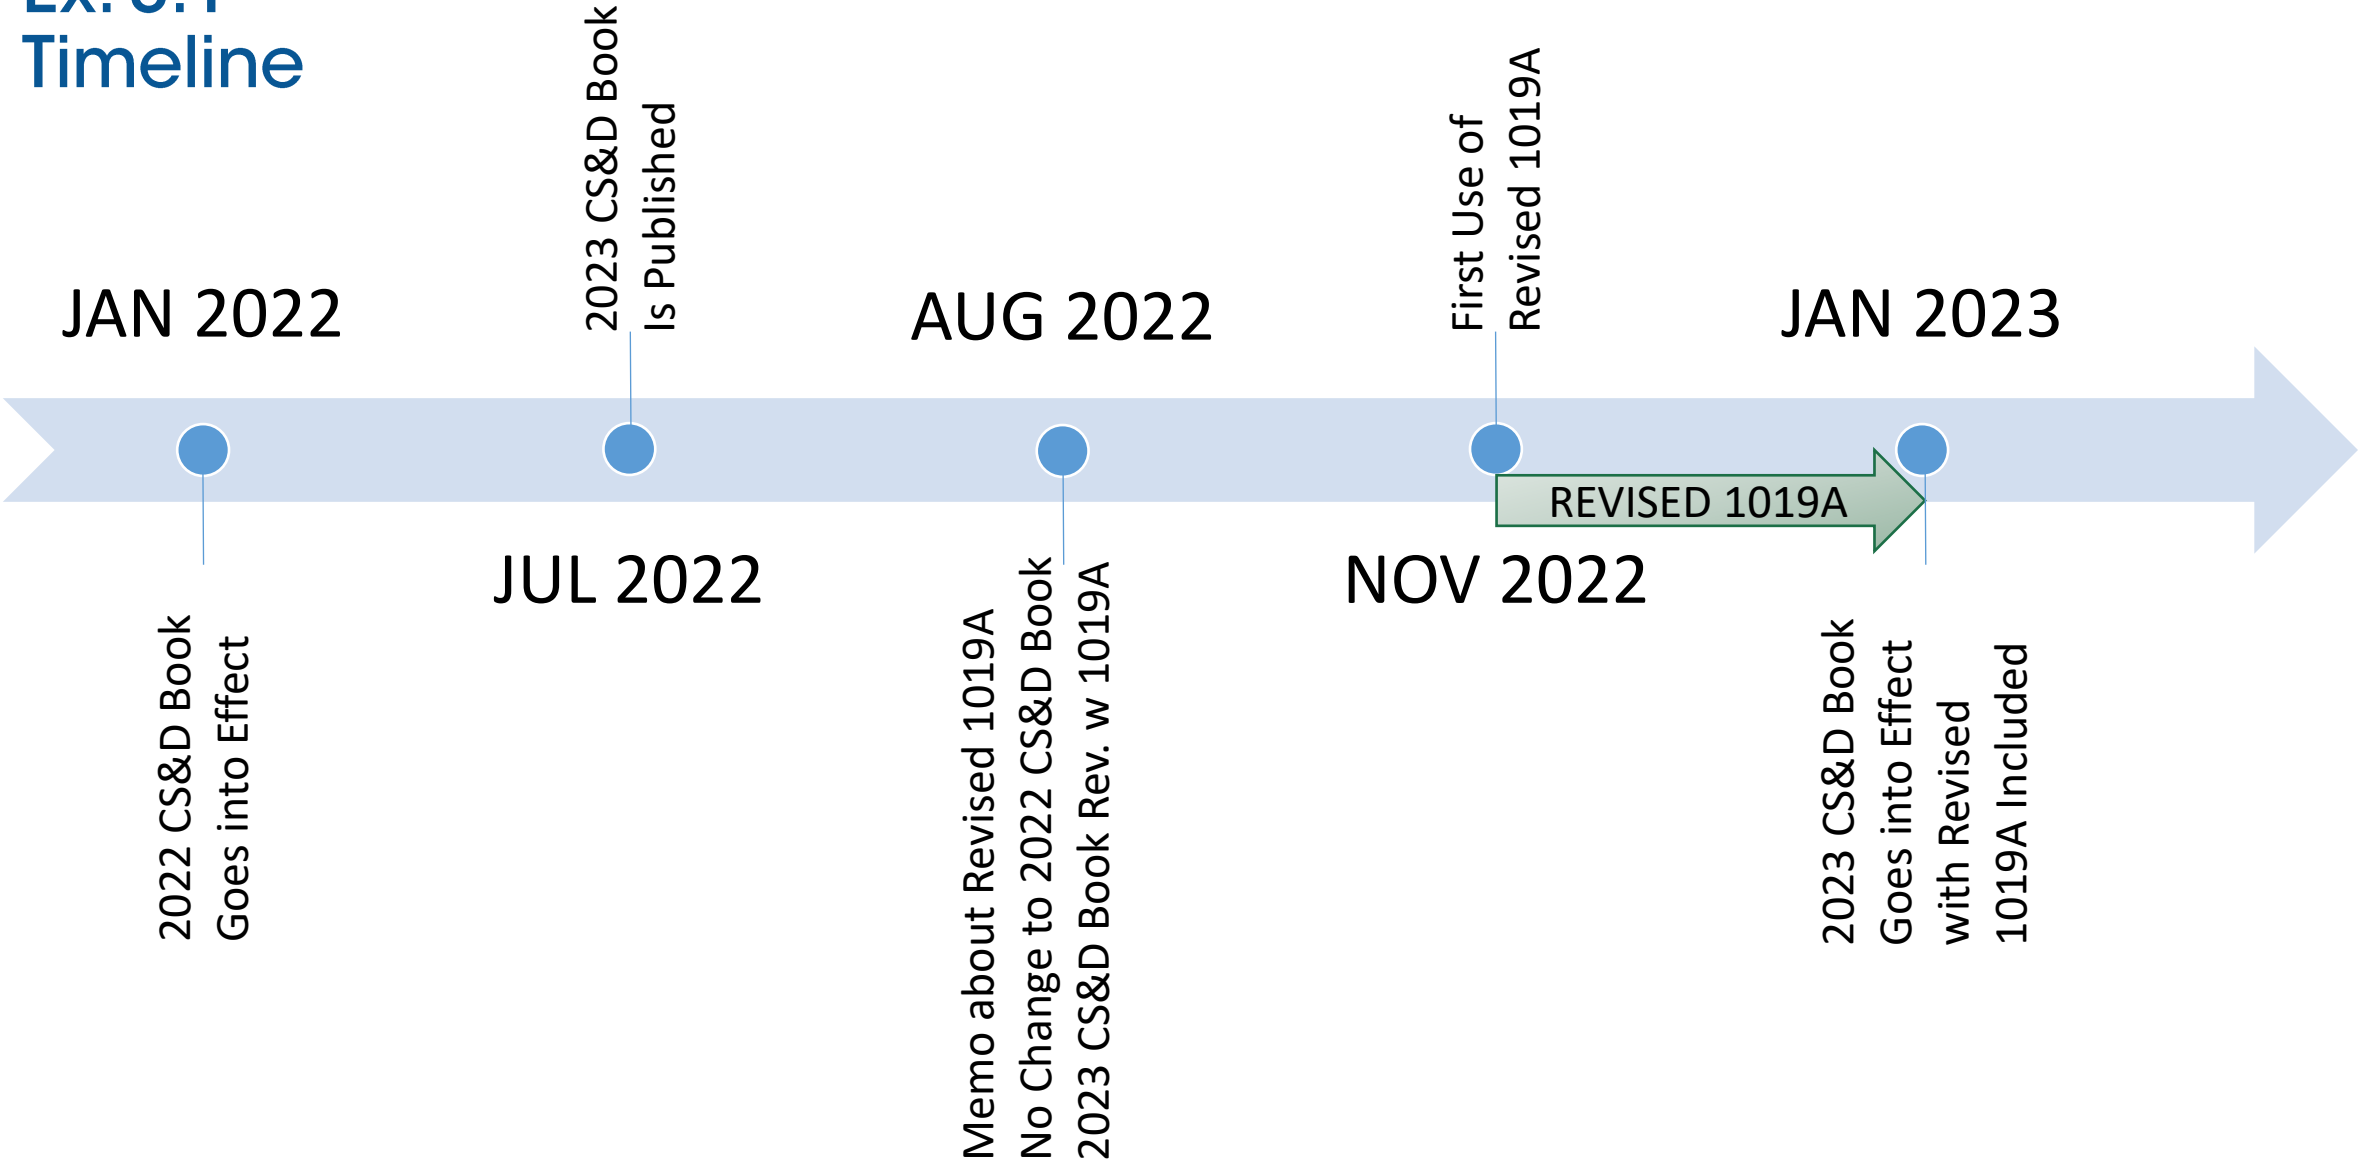 Timeline
JAN 2022
2022 CS&D Book
Goes into Effect
2023 CS&D Book
Is Published
JUL 2022
AUG 2022
Memo about Revised 1019A
No Change to 2022 CS&D Book
2023 CS&D Book Rev. w 1019A
First Use of
Revised 1019A
NOV 2022
REVISED 1019A
JAN 2023
2023 CS&D Book
Goes into Effect
with Revised
1019A Included